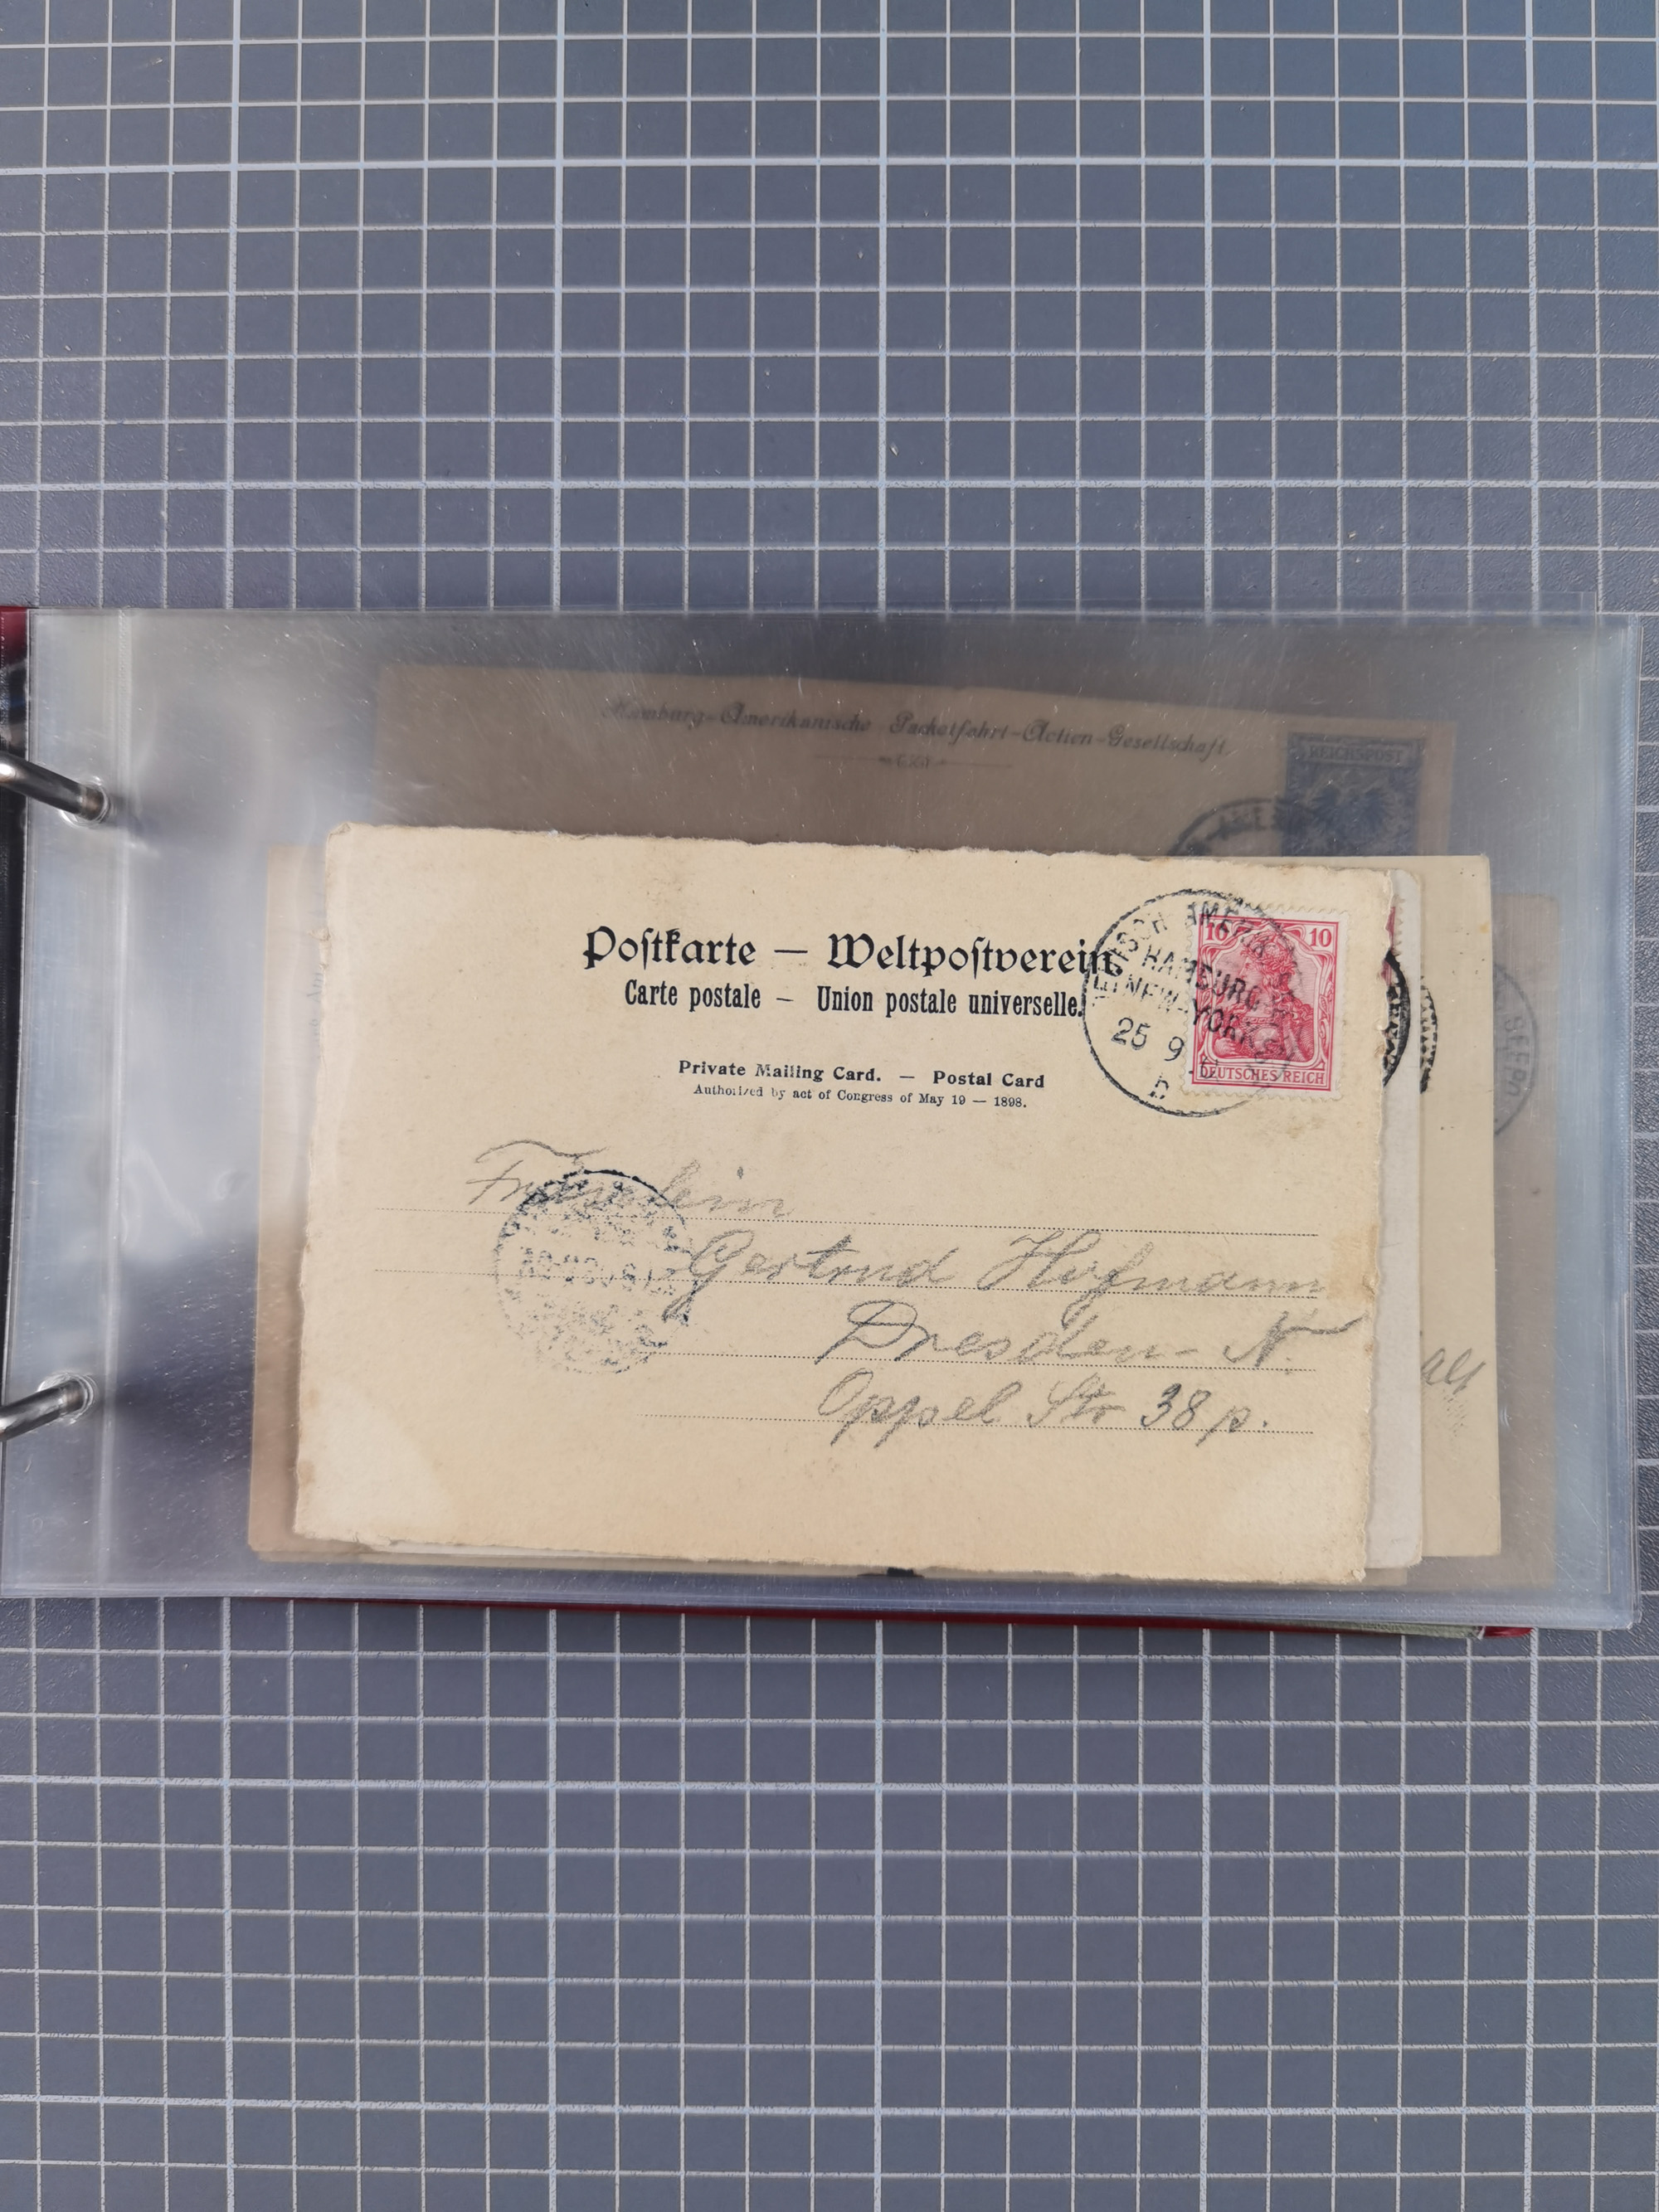 Hamburg-Amerikanische Packetfahrt-Actien-Gesellschaft.
REICHSPOST
Poſtkarte — Weltpoſtverein.
Carte postale — Union postale universelle.
Private Mailing Card. — Postal Card
Authorized by act of Congress of May 19 — 1898.
10 10
DEUTSCHES REICH
HAMBURG
NEW-YORK
25 9
b
SEEPO
Fräulein
Gertrud Hofmann
Dresden-N.
Oppel Str 38 p.